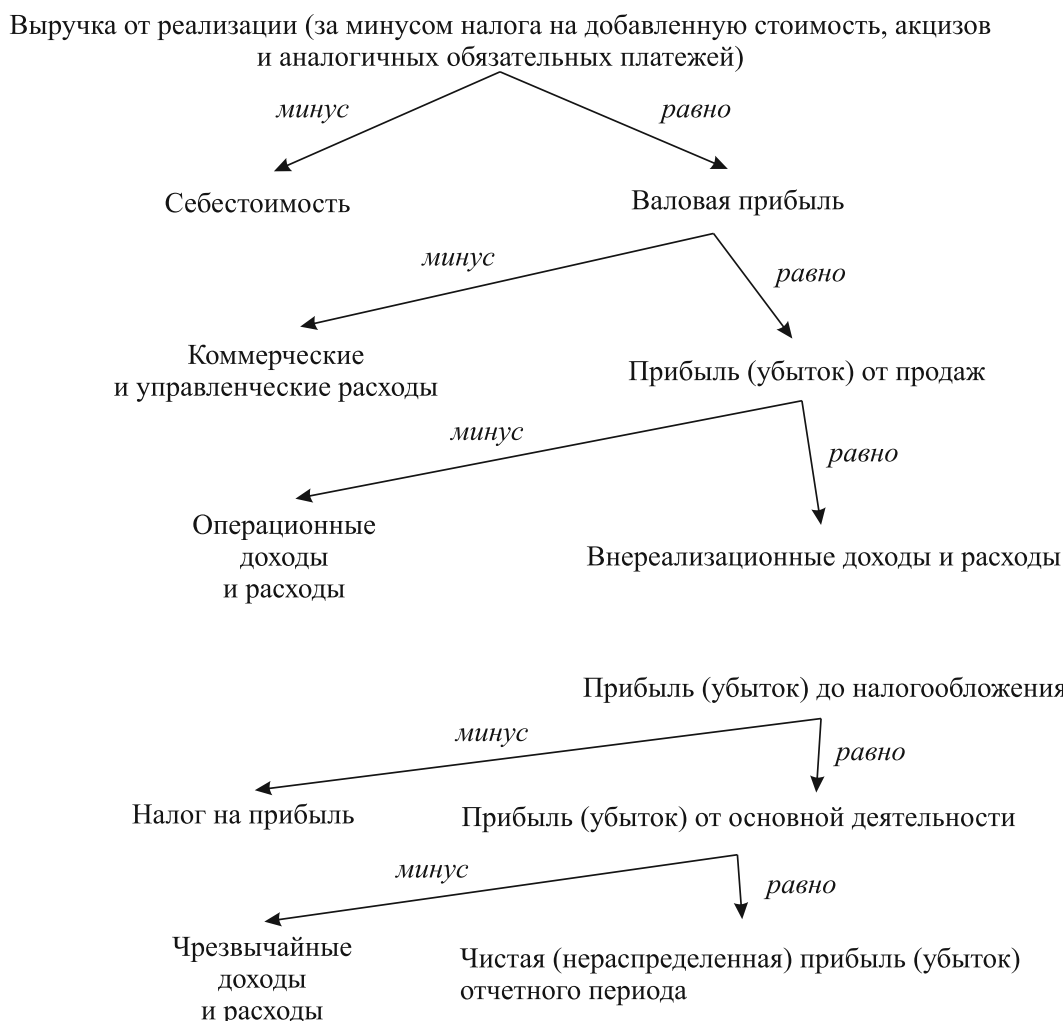 Выручка от реализации (за минусом налога на добавленную стоимость, акцизов
и аналогичных обязательных платежей)
минус
равно
Себестоимость
Валовая прибыль
минус
равно
Коммерческие
и управленческие расходы
Прибыль (убыток) от продаж
минус
равно
Операционные
доходы
и расходы
Внереализационные доходы и расходы
Прибыль (убыток) до налогообложения
минус
равно
Налог на прибыль
Прибыль (убыток) от основной деятельности
минус
равно
Чрезвычайные
доходы
и расходы
Чистая (нераспределенная) прибыль (убыток)
отчетного периода